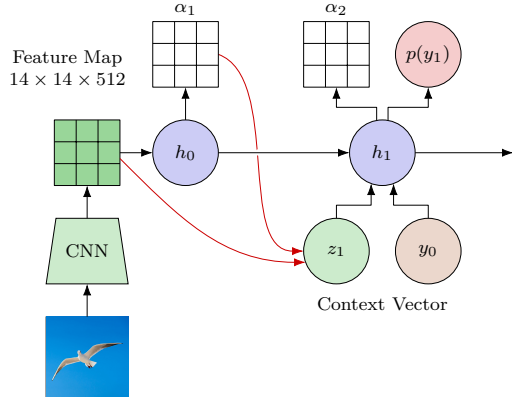 α₁
α₂
Feature Map
14 × 14 × 512
p(y₁)
h₀
h₁
CNN
z₁
y₀
Context Vector